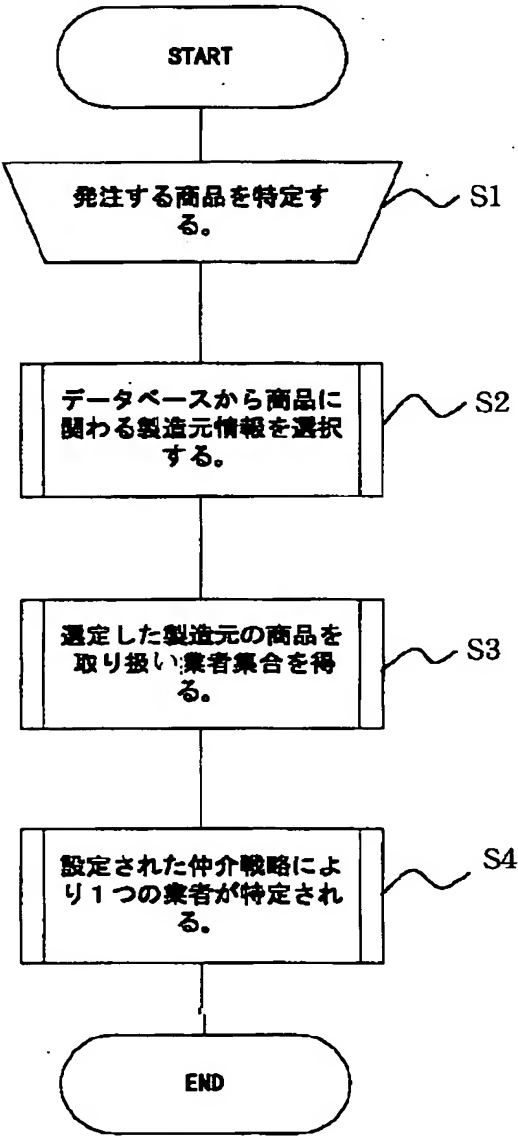 START
発注する商品を特定す
る。
S1
データベースから商品に
関わる製造元情報を選択
する。
S2
選定した製造元の商品を
取り扱い業者集合を得
る。
S3
設定された仲介戦略によ
り１つの業者が特定され
る。
S4
END